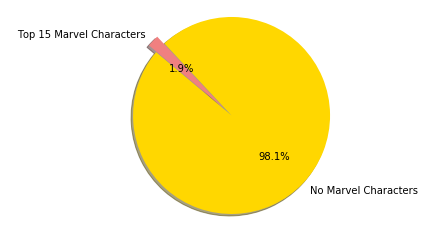 Top 15 Marvel Characters
1.9%
98.1%
No Marvel Characters